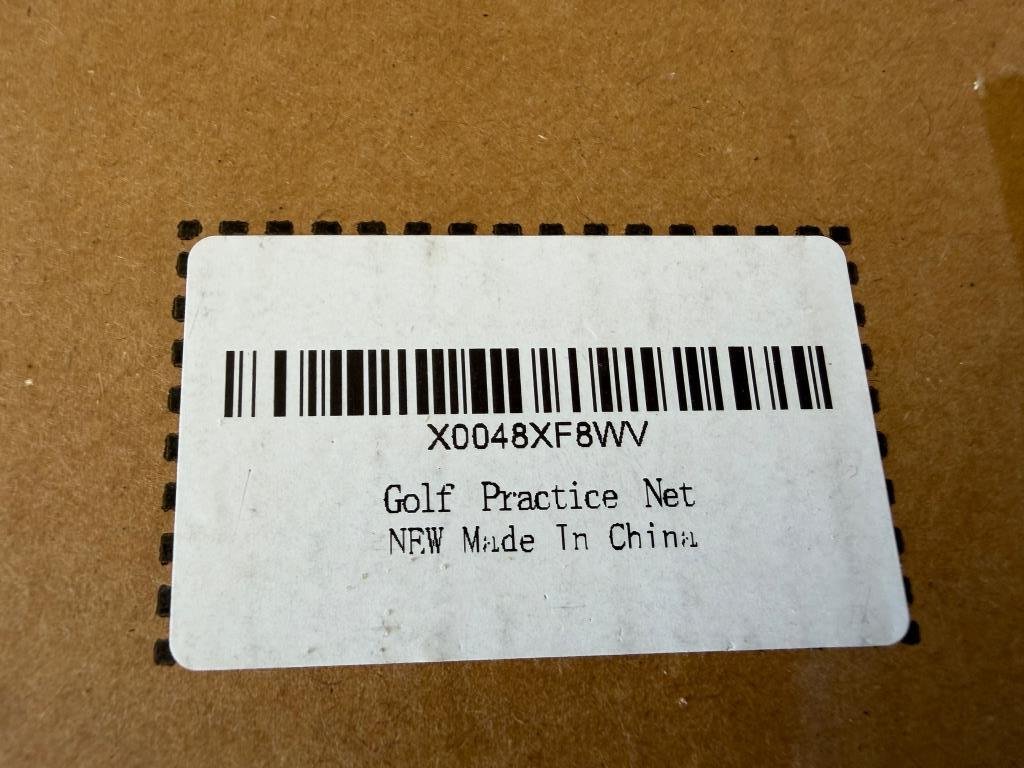 X0048XF8WV
Golf Practice Net
NEW Made In China